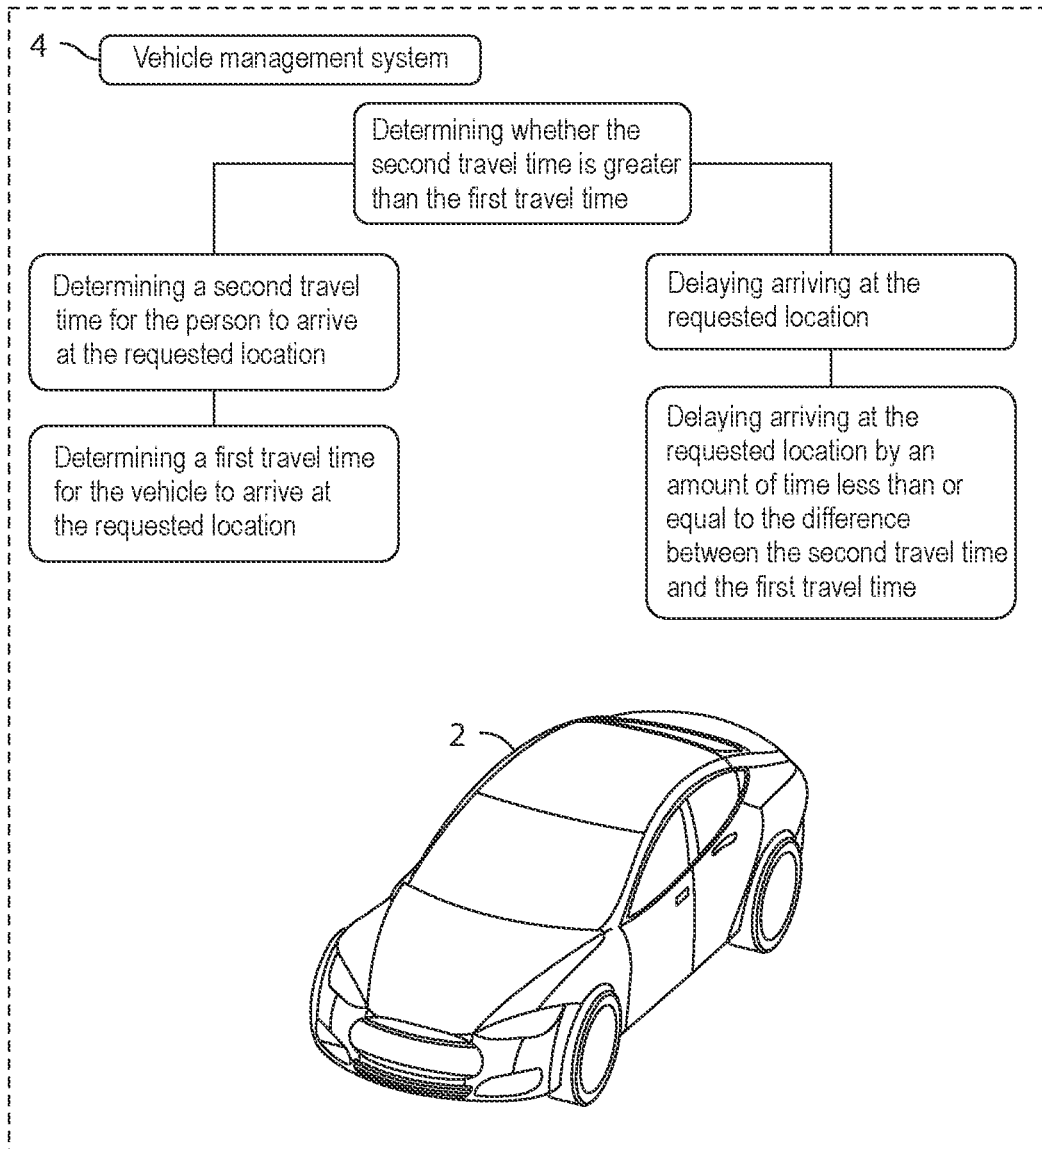 4
Vehicle management system
Determining whether the
second travel time is greater
than the first travel time
Determining a second travel
time for the person to arrive
at the requested location
Determining a first travel time
for the vehicle to arrive at
the requested location
Delaying arriving at the
requested location
Delaying arriving at the
requested location by an
amount of time less than or
equal to the difference
between the second travel time
and the first travel time
2